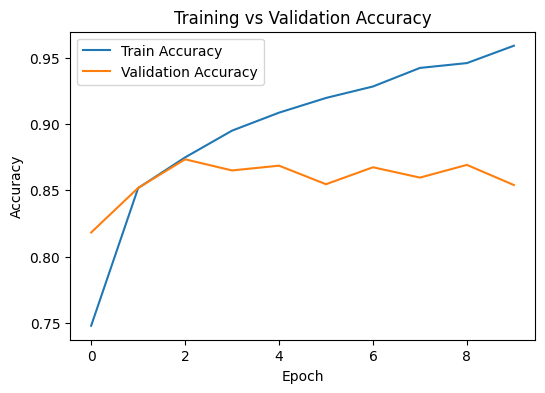 Training vs Validation Accuracy
Train Accuracy
Validation Accuracy
0.95
0.90
0.85
0.80
0.75
Accuracy
0 2 4 6 8
Epoch